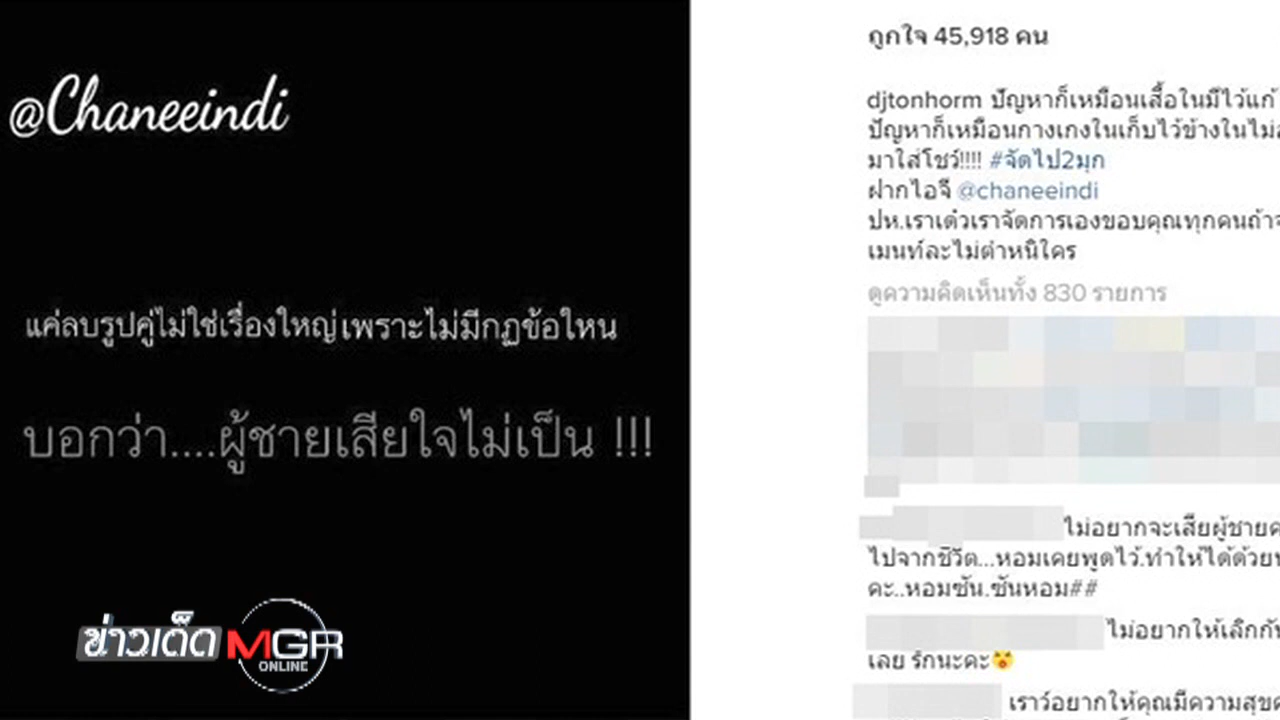 @Chaneeindi
แค่ลบรูปคู่ไม่ใช่เรื่องใหญ่เพราะไม่มีกฏข้อใหน
บอกว่า....ผู้ชายเสียใจไม่เป็น !!!
ข่าวเด็ด MGR
ONLINE
ถูกใจ 45,918 คน
djtonhorm ปัญหาก็เหมือนเสื้อในมีไว้แก้
ปัญหาก็เหมือนกางเกงในเก็บไว้ข้างในไม่
มาใส่โชว์!!!! #จัดไป2มุก
ฝากไอจี @chaneeindi
ปห.เราเด๋วเราจัดการเองขอบคุณทุกคนถ้า
เมนท์ละไม่ตำหนิใคร
ดูความคิดเห็นทั้ง 830 รายการ
ไม่อยากจะเสียผู้ชาย
ไปจากชีวิต...หอมเคยพูดไว้.ทำให้ได้ด้วย
คะ..หอมซัน.ซันหอม##
ไม่อยากให้เลิกกัน
เลย รักนะคะ😲
เราว์อยากให้คุณมีความสุข